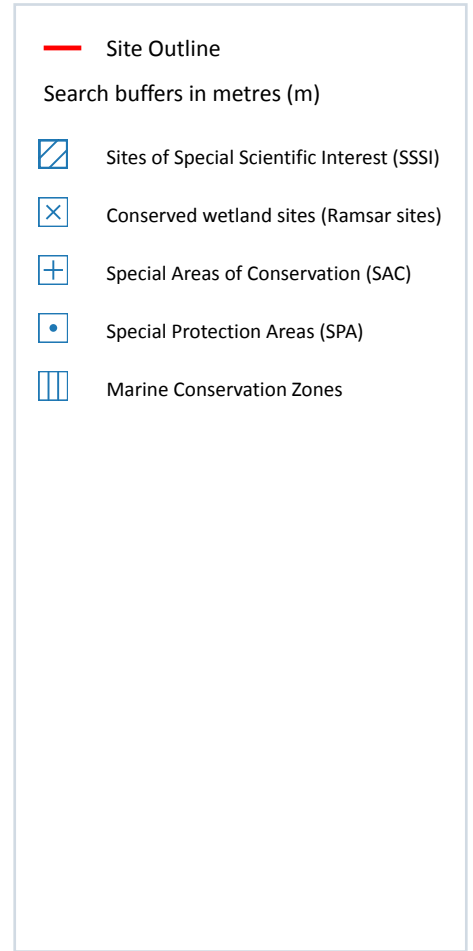 Site Outline
Search buffers in metres (m)
Sites of Special Scientific Interest (SSSI)
Conserved wetland sites (Ramsar sites)
Special Areas of Conservation (SAC)
Special Protection Areas (SPA)
Marine Conservation Zones